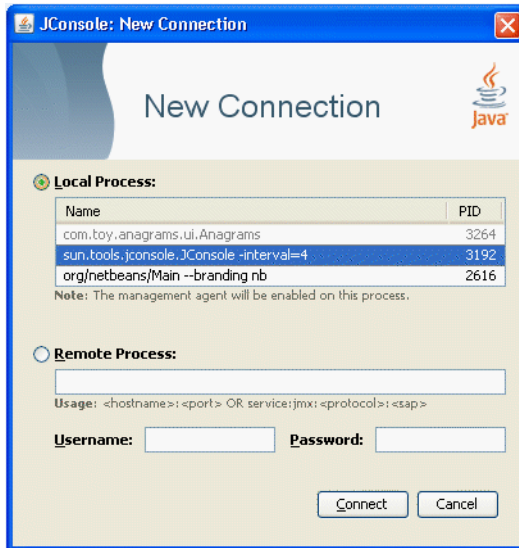 JConsole: New Connection
New Connection
Java
Local Process:
Name PID
com.toy.anagrams.ui.Anagrams 3264
sun.tools.jconsole.JConsole -interval=4 3192
org/netbeans/Main --branding nb 2616
Note: The management agent will be enabled on this process.
Remote Process:
Usage: <hostname>:<port> OR service:jmx:<protocol>:<sap>
Username: Password:
Connect Cancel